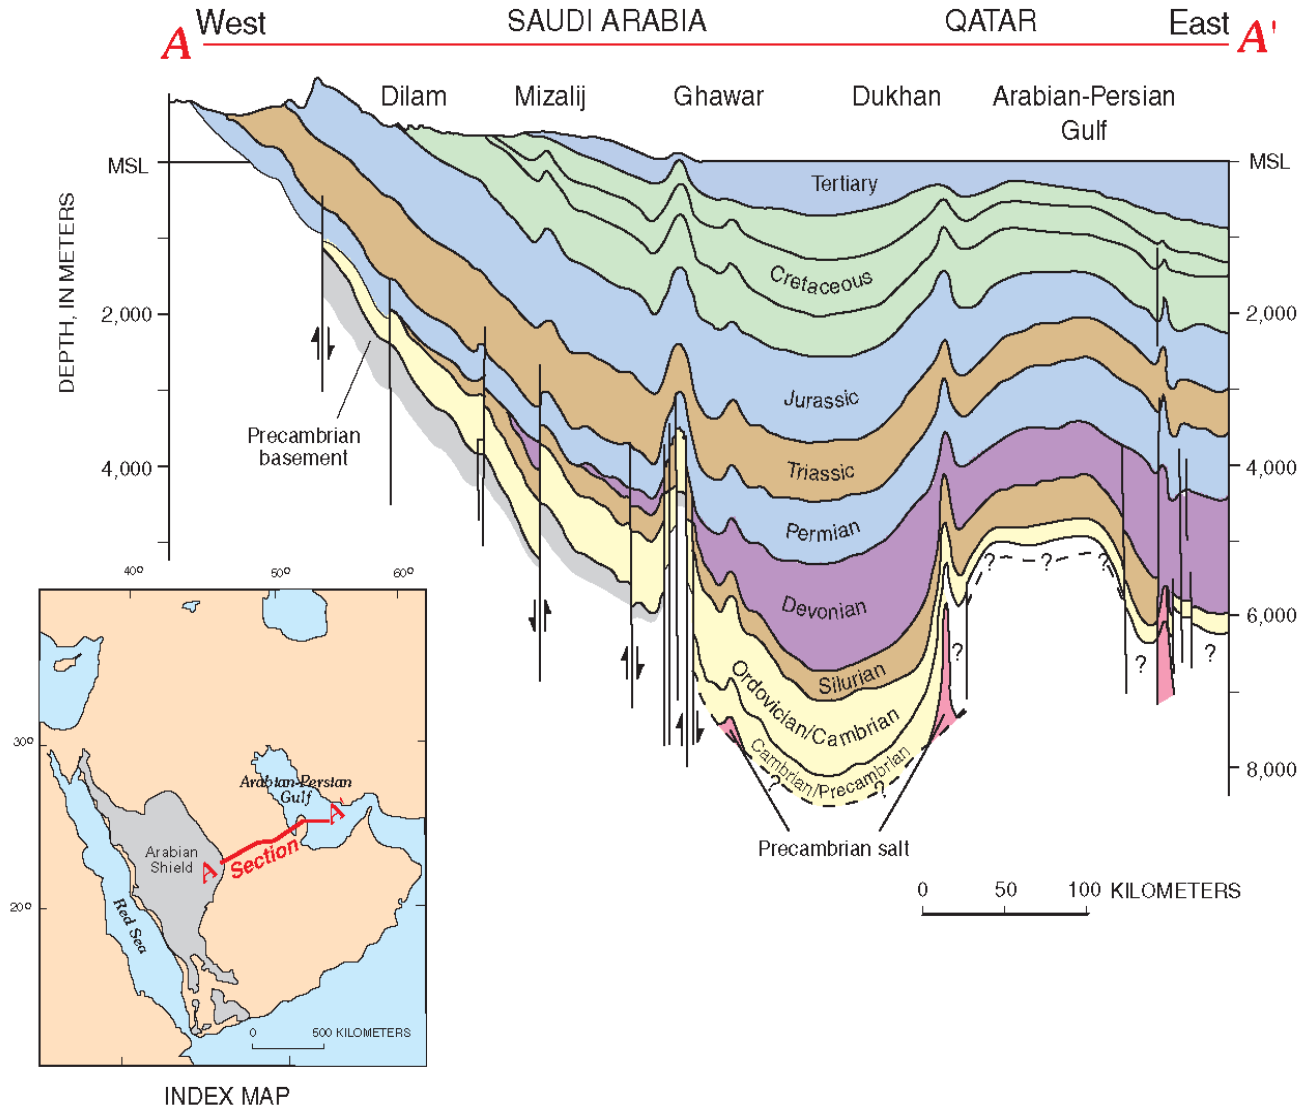 A West SAUDI ARABIA QATAR East A'
Dilam Mizalij Ghawar Dukhan Arabian-Persian
Gulf
MSL MSL
DEPTH, IN METERS
2,000 2,000
4,000 4,000
6,000
8,000
Tertiary
Cretaceous
Jurassic
Triassic
Permian
Devonian
Silurian
Ordovician/Cambrian
Cambrian/Precambrian
Precambrian
basement
? ? ?
?
? ?
? ?
Precambrian salt
0 50 100 KILOMETERS
40° 50° 60°
30°
20°
Arabian-Persian
Gulf
A'
Arabian
Shield
A
Section
Red Sea
0 500 KILOMETERS
INDEX MAP